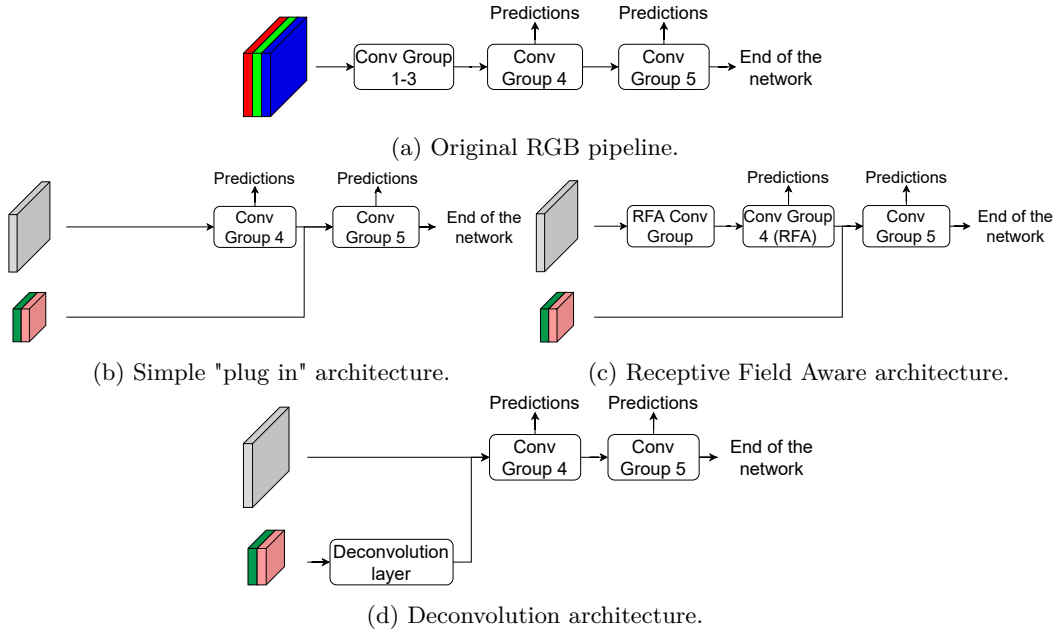 Predictions
Predictions
Conv Group
1-3
Conv
Group 4
Conv
Group 5
End of the
network
(a) Original RGB pipeline.
Predictions
Predictions
Conv
Group 4
Conv
Group 5
End of the
network
(b) Simple "plug in" architecture.
Predictions
Predictions
RFA Conv
Group
Conv Group
4 (RFA)
Conv
Group 5
End of the
network
(c) Receptive Field Aware architecture.
Predictions
Predictions
Conv
Group 4
Conv
Group 5
End of the
network
Deconvolution
layer
(d) Deconvolution architecture.